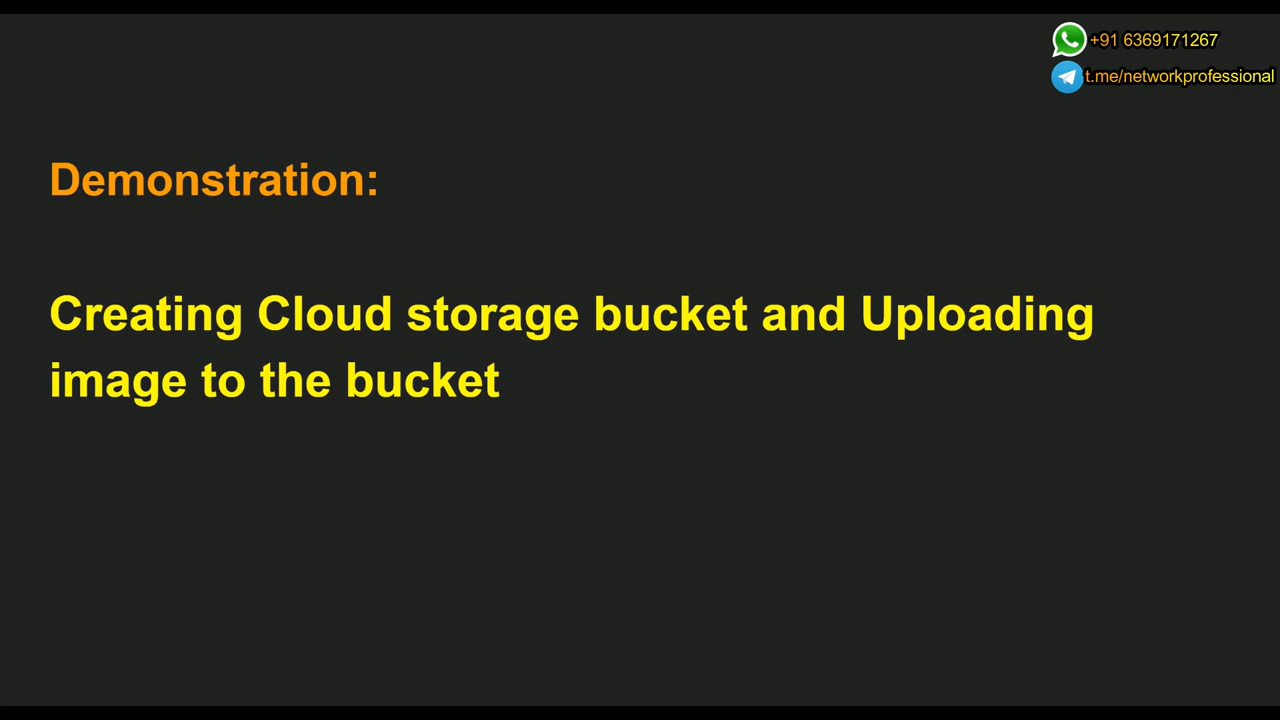 +91 6369171267
t.me/networkprofessional
Demonstration:
Creating Cloud storage bucket and Uploading
image to the bucket